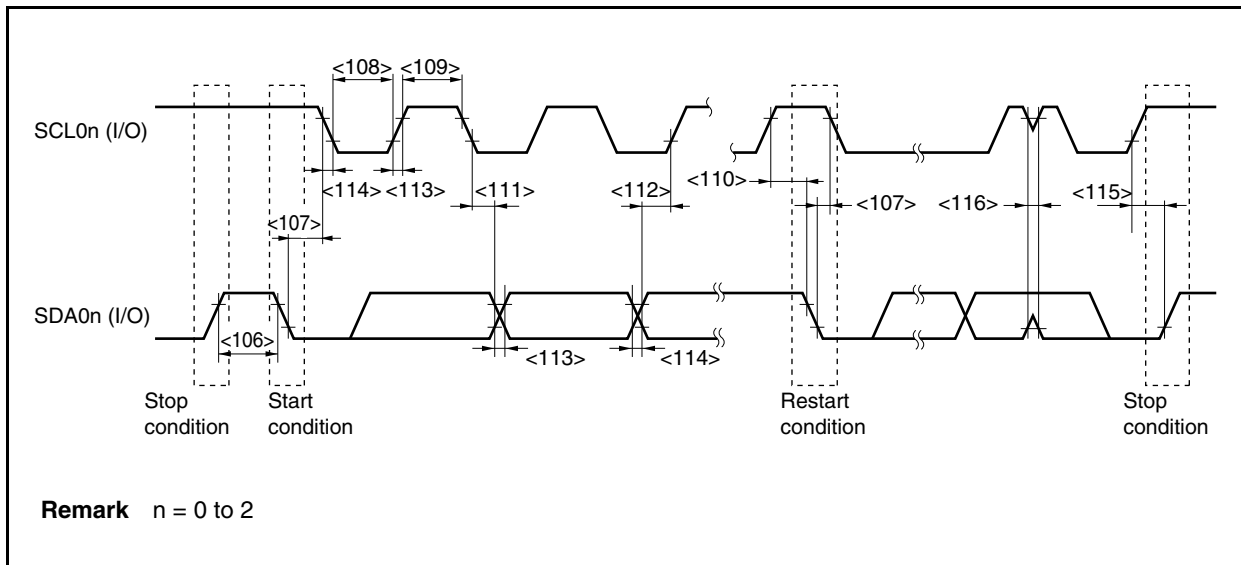 <108> <109>
SCL0n (I/O)
<114> <113> <111> <112> <110> <107> <116> <115>
<107>
SDA0n (I/O)
<106>
<113> <114>
Stop condition
Start condition
Restart condition
Stop condition
Remark n = 0 to 2